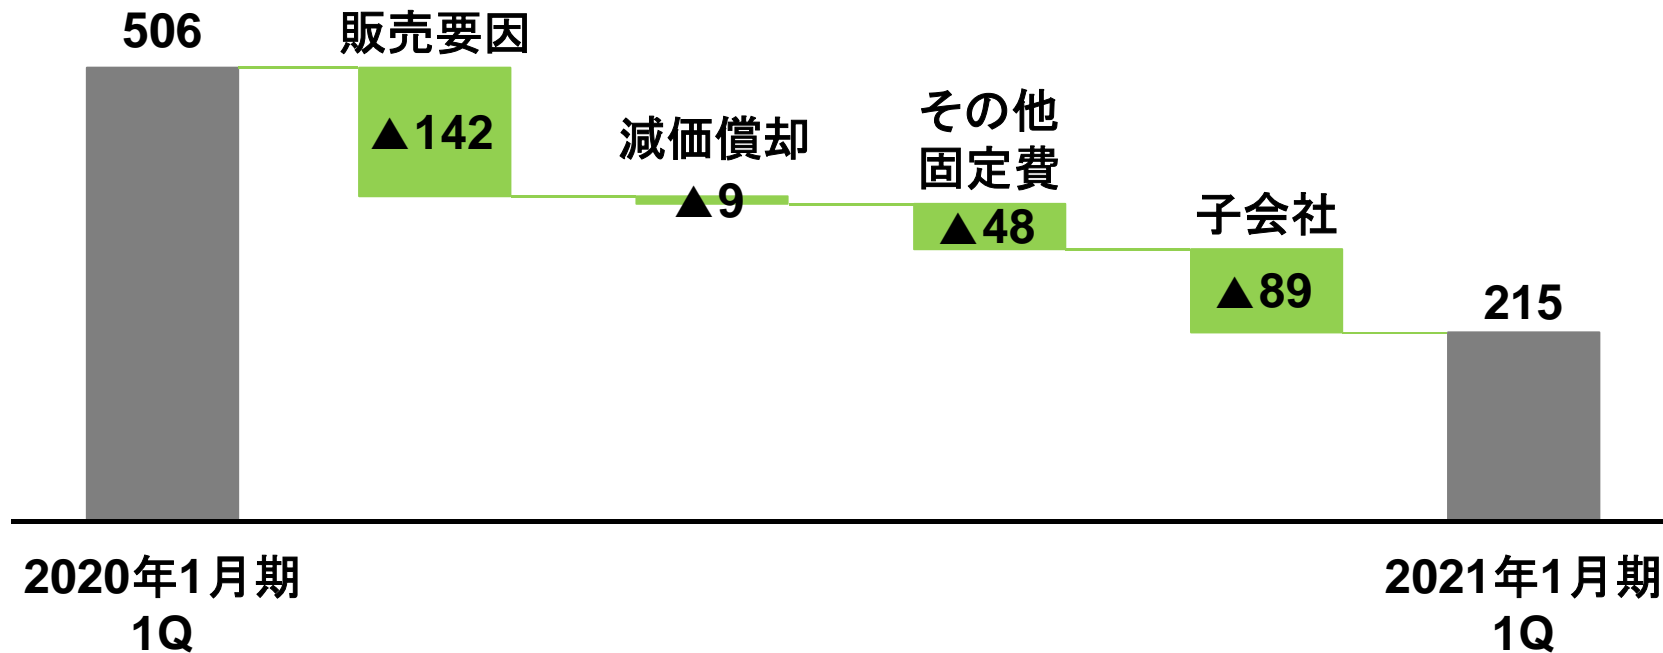 506
販売要因
▲142
減価償却
▲9
その他
固定費
▲48
子会社
▲89
215
2020年1月期
1Q
2021年1月期
1Q